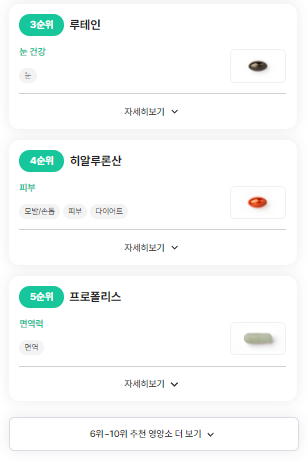 3순위 루테인
눈 건강
눈
자세히보기
4순위 히알루론산
피부
모발/손톱 피부 다이어트
자세히보기
5순위 프로폴리스
면역력
면역
자세히보기
6위~10위 추천 영양소 더 보기